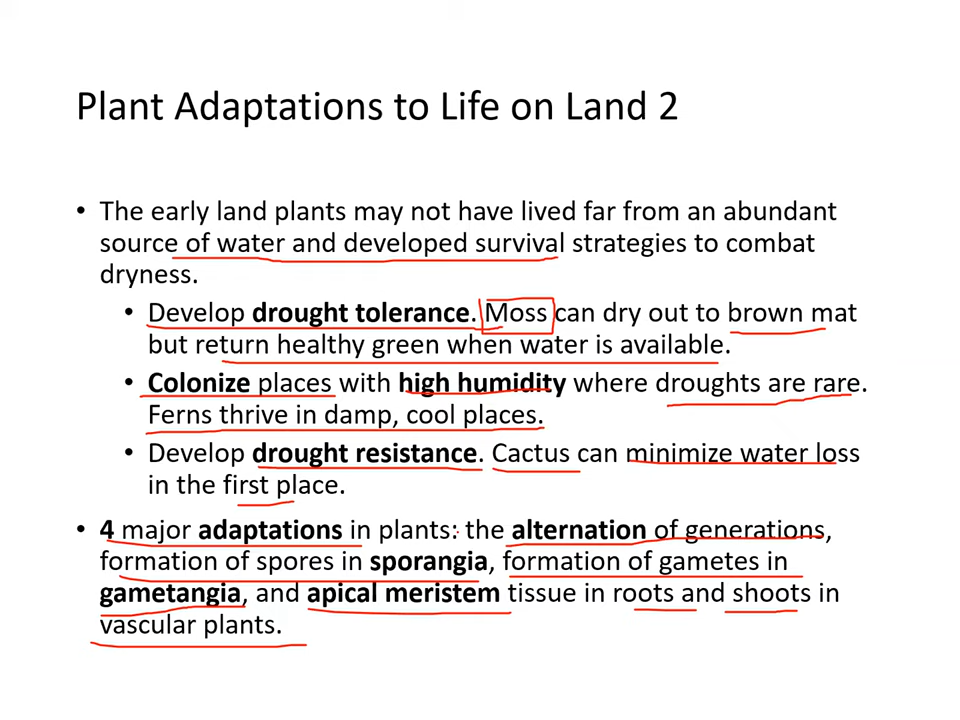 Plant Adaptations to Life on Land 2
• The early land plants may not have lived far from an abundant
source of water and developed survival strategies to combat
dryness.
• Develop drought tolerance. Moss can dry out to brown mat
but return healthy green when water is available.
• Colonize places with high humidity where droughts are rare.
Ferns thrive in damp, cool places.
• Develop drought resistance. Cactus can minimize water loss
in the first place.
• 4 major adaptations in plants: the alternation of generations,
formation of spores in sporangia, formation of gametes in
gametangia, and apical meristem tissue in roots and shoots in
vascular plants.